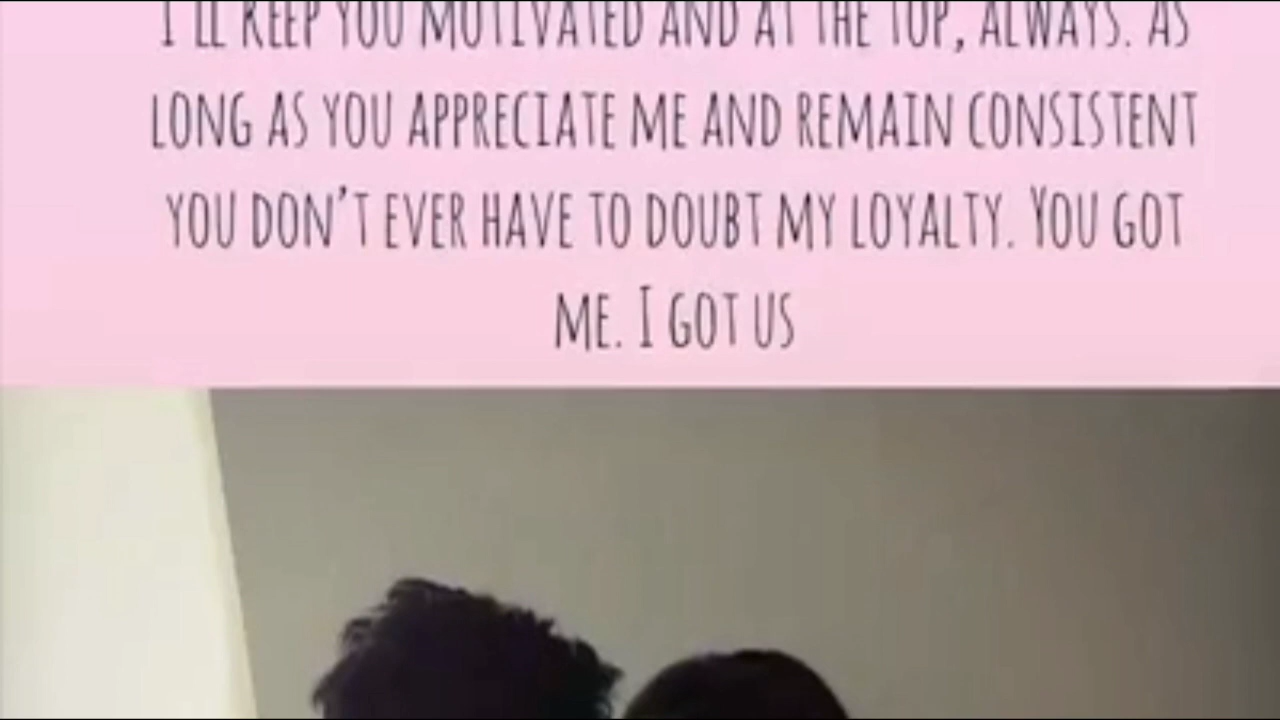 I'LL KEEP YOU MOTIVATED AND AT THE TOP, ALWAYS. AS
LONG AS YOU APPRECIATE ME AND REMAIN CONSISTENT
YOU DON'T EVER HAVE TO DOUBT MY LOYALTY. YOU GOT
ME. I GOT US